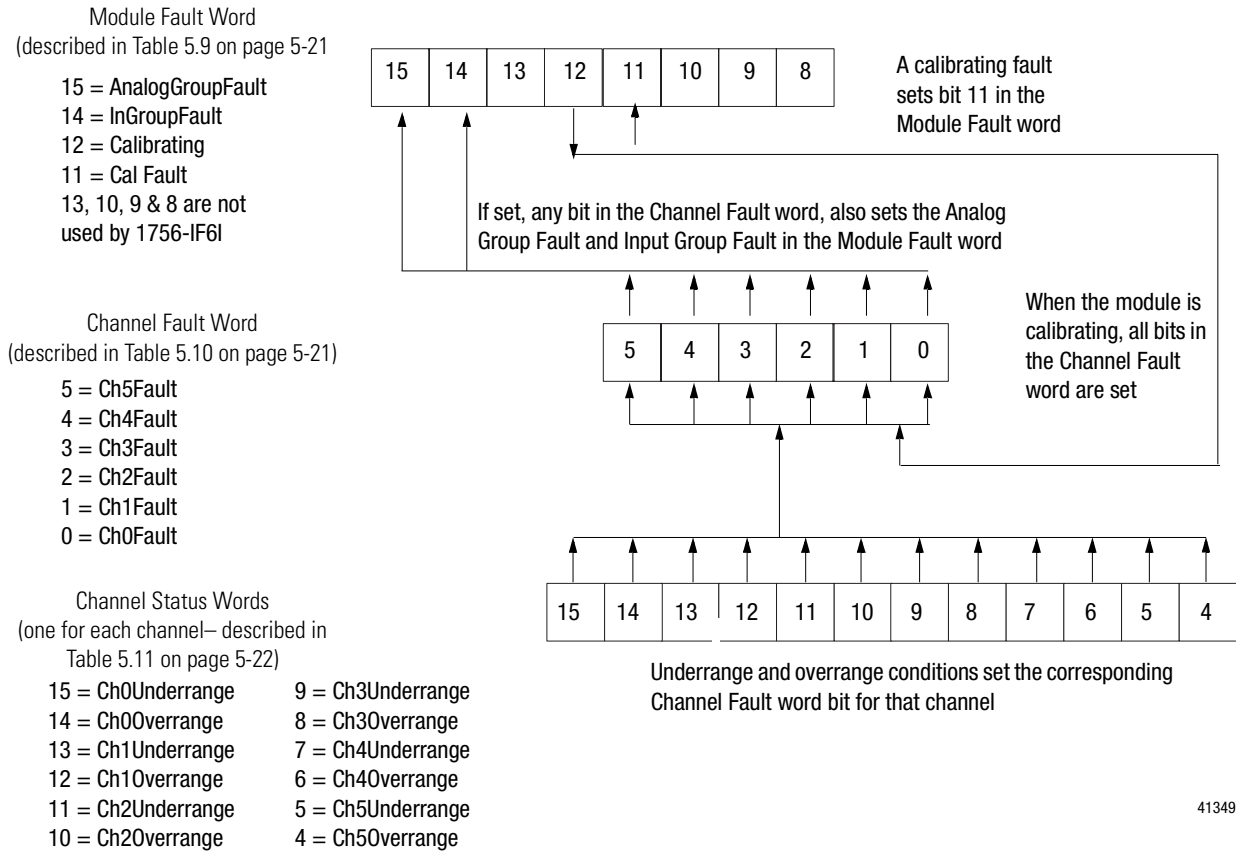 Module Fault Word
(described in Table 5.9 on page 5-21
15 = AnalogGroupFault
14 = InGroupFault
12 = Calibrating
11 = Cal Fault
13, 10, 9 & 8 are not
used by 1756-IF6I
15 14 13 12 11 10 9 8
A calibrating fault
sets bit 11 in the
Module Fault word
If set, any bit in the Channel Fault word, also sets the Analog
Group Fault and Input Group Fault in the Module Fault word
Channel Fault Word
(described in Table 5.10 on page 5-21)
5 = Ch5Fault
4 = Ch4Fault
3 = Ch3Fault
2 = Ch2Fault
1 = Ch1Fault
0 = Ch0Fault
5 4 3 2 1 0
When the module is
calibrating, all bits in
the Channel Fault
word are set
Channel Status Words
(one for each channel– described in
Table 5.11 on page 5-22)
15 = Ch0Underrange
14 = Ch0Overrange
13 = Ch1Underrange
12 = Ch1Overrange
11 = Ch2Underrange
10 = Ch2Overrange
9 = Ch3Underrange
8 = Ch3Overrange
7 = Ch4Underrange
6 = Ch4Overrange
5 = Ch5Underrange
4 = Ch5Overrange
15 14 13 12 11 10 9 8 7 6 5 4
Underrange and overrange conditions set the corresponding
Channel Fault word bit for that channel
41349